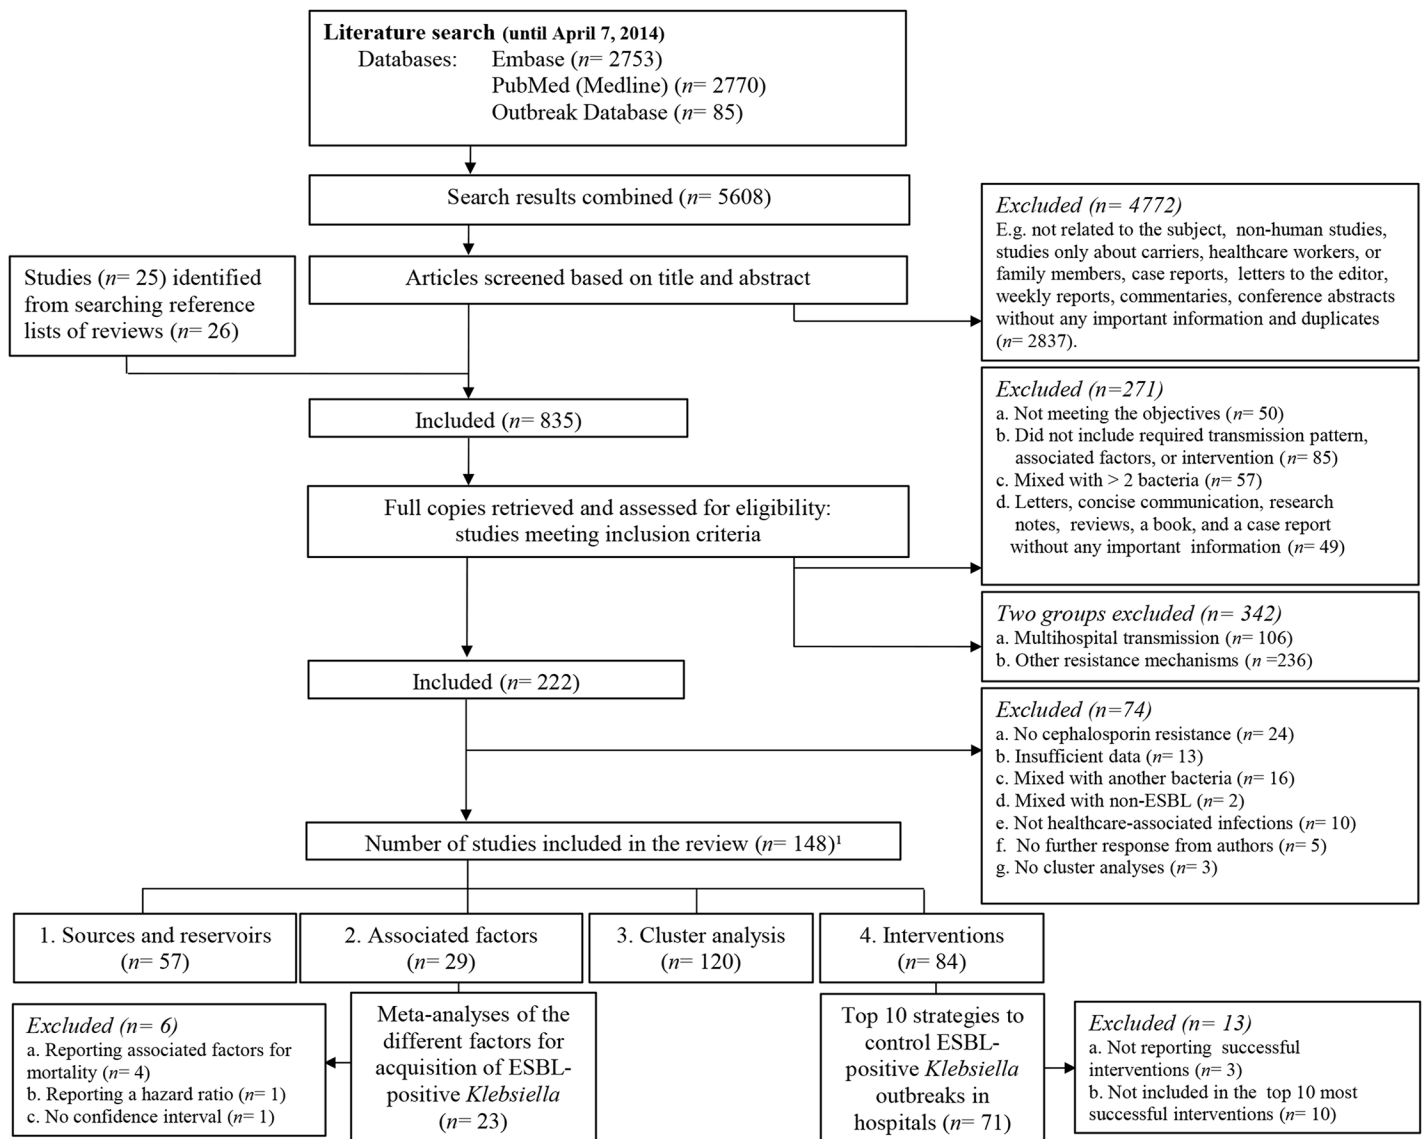 Literature search (until April 7, 2014)
Databases: Embase (n= 2753)
PubMed (Medline) (n= 2770)
Outbreak Database (n= 85)
Search results combined (n= 5608)
Articles screened based on title and abstract
Excluded (n= 4772)
E.g. not related to the subject, non-human studies,
studies only about carriers, healthcare workers, or
family members, case reports, letters to the editor,
weekly reports, commentaries, conference abstracts
without any important information and duplicates
(n= 2837).
Studies (n= 25) identified
from searching reference
lists of reviews (n= 26)
Included (n= 835)
Full copies retrieved and assessed for eligibility:
studies meeting inclusion criteria
Excluded (n=271)
a. Not meeting the objectives (n= 50)
b. Did not include required transmission pattern,
associated factors, or intervention (n= 85)
c. Mixed with > 2 bacteria (n= 57)
d. Letters, concise communication, research
notes, reviews, a book, and a case report
without any important information (n= 49)
Two groups excluded (n= 342)
a. Multihospital transmission (n= 106)
b. Other resistance mechanisms (n =236)
Included (n= 222)
Excluded (n=74)
a. No cephalosporin resistance (n= 24)
b. Insufficient data (n= 13)
c. Mixed with another bacteria (n= 16)
d. Mixed with non-ESBL (n= 2)
e. Not healthcare-associated infections (n= 10)
f. No further response from authors (n= 5)
g. No cluster analyses (n= 3)
Number of studies included in the review (n= 148)¹
1. Sources and reservoirs
(n= 57)
2. Associated factors
(n= 29)
3. Cluster analysis
(n= 120)
4. Interventions
(n= 84)
Excluded (n= 6)
a. Reporting associated factors for
mortality (n= 4)
b. Reporting a hazard ratio (n= 1)
c. No confidence interval (n= 1)
Meta-analyses of the
different factors for
acquisition of ESBL-
positive Klebsiella
(n= 23)
Top 10 strategies to
control ESBL-
positive Klebsiella
outbreaks in
hospitals (n= 71)
Excluded (n= 13)
a. Not reporting successful
interventions (n= 3)
b. Not included in the top 10 most
successful interventions (n= 10)